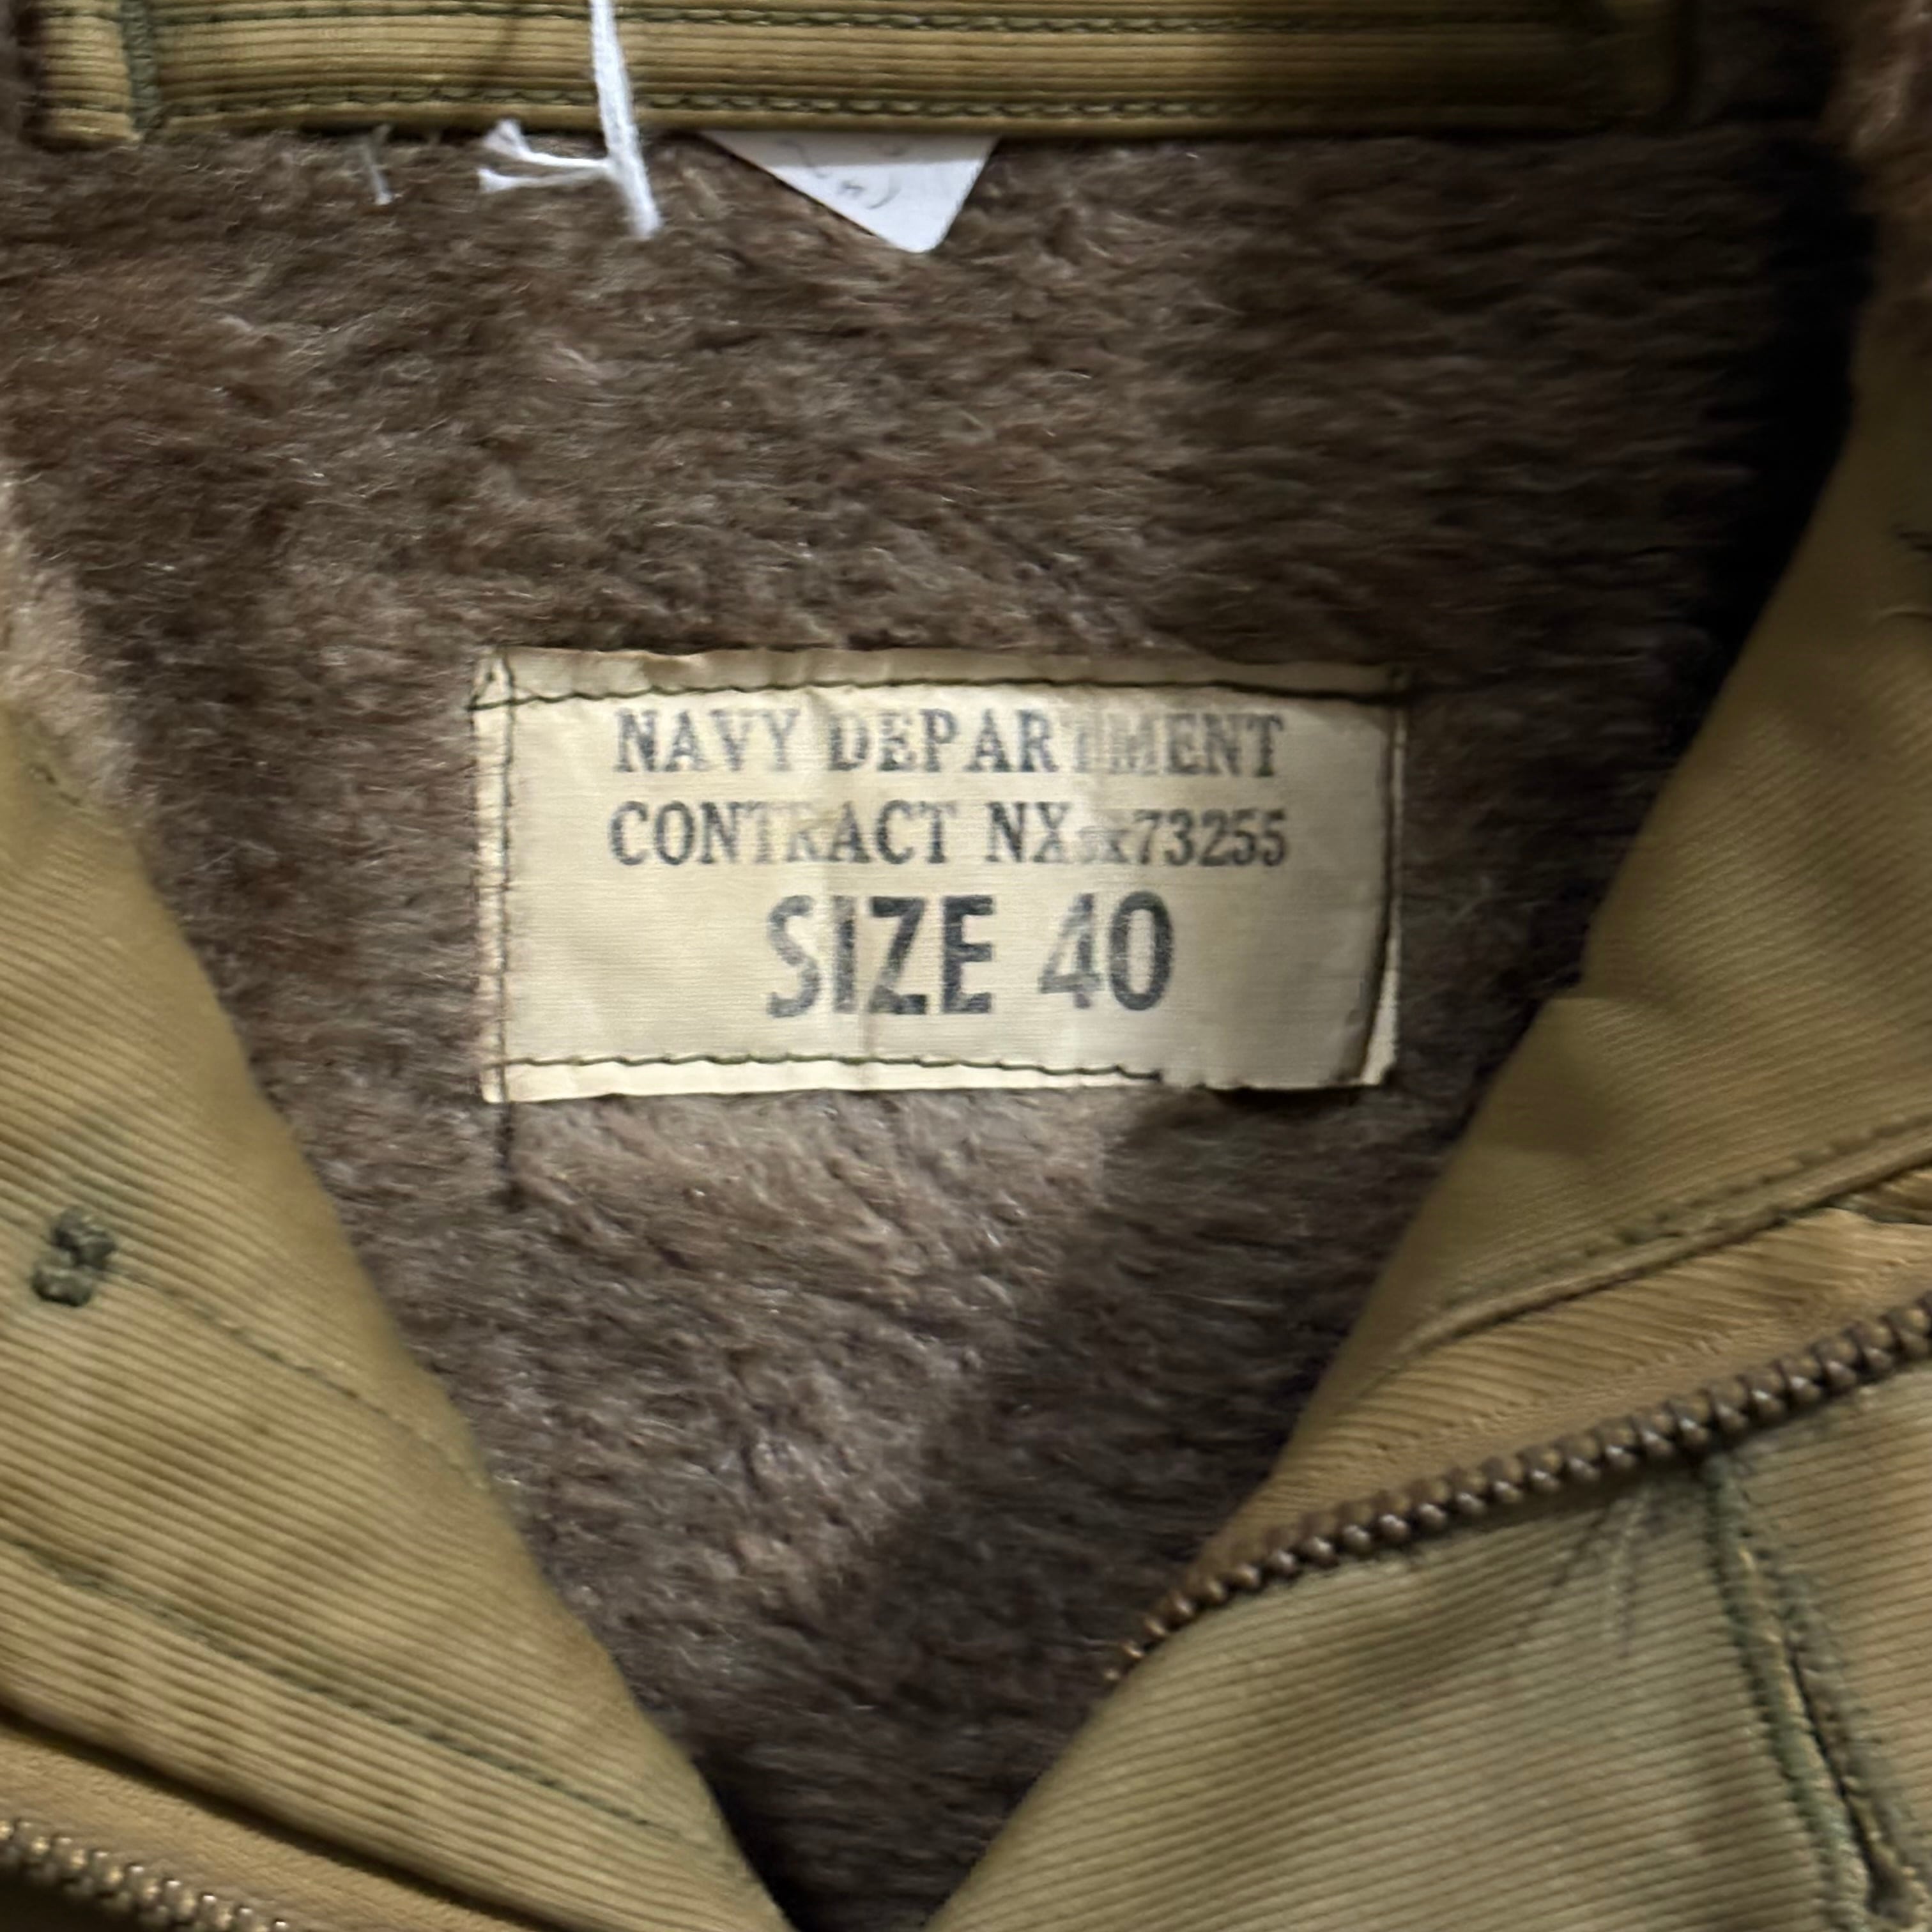 NAVY DEPARTMENT
CONTRACT NXsx73255
SIZE 40